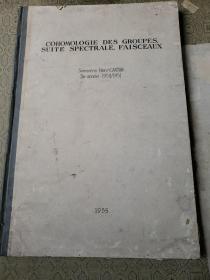 COHOMOLOGIE DES GROUPES,
SUITE SPECTRALE, FAISCEAUX
Séminaire Henri CARTAN
3e année 1950/1951
1955